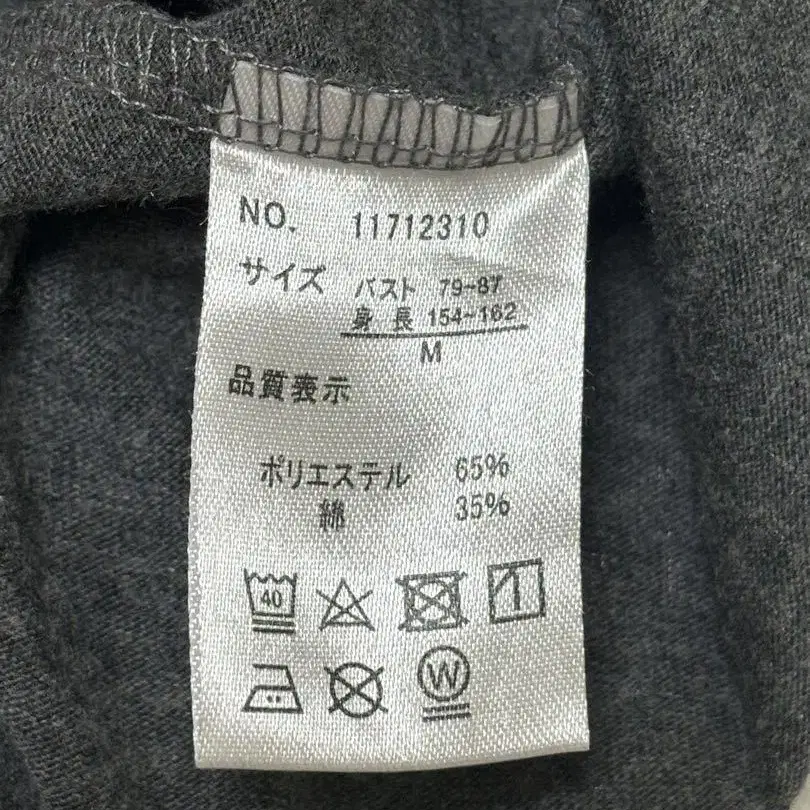 NO. 11712310
サイズ バスト 79-87
身長 154~162
M
品質表示
ポリエステル 65%
綿 35%
40
W